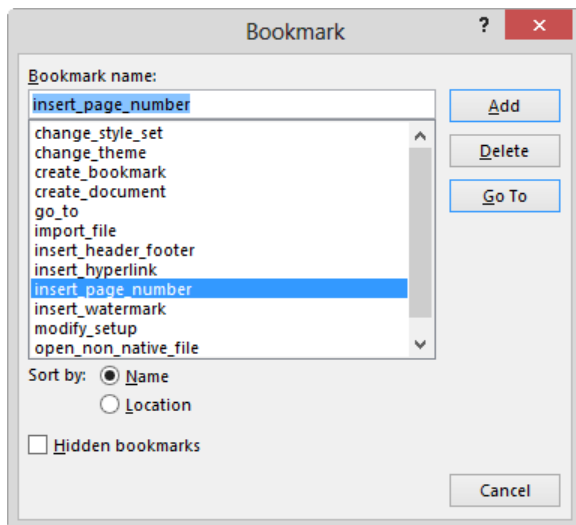 Bookmark
?
Bookmark name:
insert_page_number
Add
change_style_set
change_theme
create_bookmark
create_document
go_to
import_file
insert_header_footer
insert_hyperlink
insert_page_number
insert_watermark
modify_setup
open_non_native_file
Delete
Go To
Sort by:
Name
Location
Hidden bookmarks
Cancel